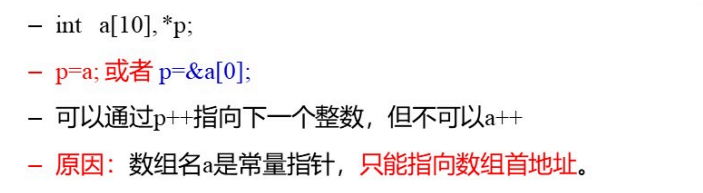 – int a[10], *p;
– p=a; 或者 p=&a[0];
– 可以通过p++指向下一个整数，但不可以a++
– 原因：数组名a是常量指针，只能指向数组首地址。